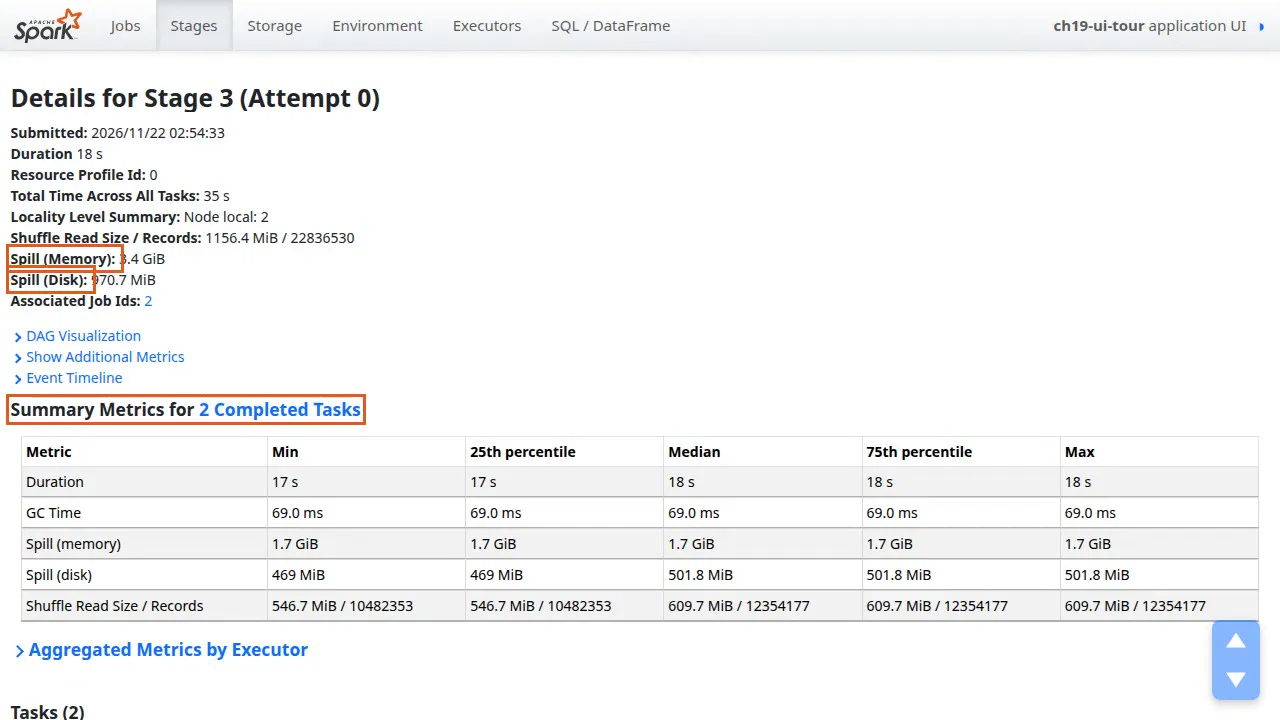 APACHE
Spark
Jobs
Stages
Storage
Environment
Executors
SQL / DataFrame
ch19-ui-tour application UI
Details for Stage 3 (Attempt 0)
Submitted: 2026/11/22 02:54:33
Duration 18 s
Resource Profile Id: 0
Total Time Across All Tasks: 35 s
Locality Level Summary: Node local: 2
Shuffle Read Size / Records: 1156.4 MiB / 22836530
Spill (Memory): 3.4 GiB
Spill (Disk): 970.7 MiB
Associated Job Ids: 2
DAG Visualization
Show Additional Metrics
Event Timeline
Summary Metrics for 2 Completed Tasks
Metric Min 25th percentile Median 75th percentile Max
Duration 17 s 17 s 18 s 18 s 18 s
GC Time 69.0 ms 69.0 ms 69.0 ms 69.0 ms 69.0 ms
Spill (memory) 1.7 GiB 1.7 GiB 1.7 GiB 1.7 GiB 1.7 GiB
Spill (disk) 469 MiB 469 MiB 501.8 MiB 501.8 MiB 501.8 MiB
Shuffle Read Size / Records 546.7 MiB / 10482353 546.7 MiB / 10482353 609.7 MiB / 12354177 609.7 MiB / 12354177 609.7 MiB / 12354177
Aggregated Metrics by Executor
Tasks (2)